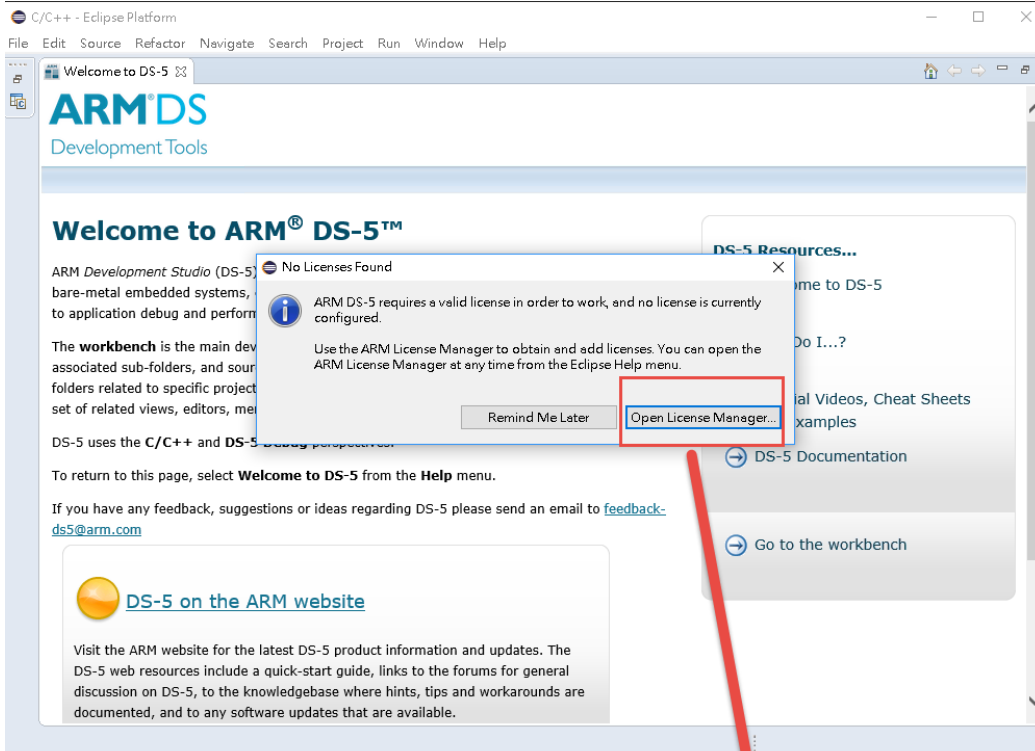 C/C++ - Eclipse Platform
File Edit Source Refactor Navigate Search Project Run Window Help
Welcome to DS-5
ARM®DS
Development Tools
Welcome to ARM® DS-5™
ARM Development Studio (DS-5)
bare-metal embedded systems,
to application debug and perform
The workbench is the main dev
associated sub-folders, and sour
folders related to specific project
set of related views, editors, me
DS-5 uses the C/C++ and DS-5 Debug perspectives.
To return to this page, select Welcome to DS-5 from the Help menu.
If you have any feedback, suggestions or ideas regarding DS-5 please send an email to feedback-
ds5@arm.com
DS-5 on the ARM website
Visit the ARM website for the latest DS-5 product information and updates. The
DS-5 web resources include a quick-start guide, links to the forums for general
discussion on DS-5, to the knowledgebase where hints, tips and workarounds are
documented, and to any software updates that are available.
No Licenses Found
ARM DS-5 requires a valid license in order to work, and no license is currently
configured.
Use the ARM License Manager to obtain and add licenses. You can open the
ARM License Manager at any time from the Eclipse Help menu.
Remind Me Later
Open License Manager...
DS-5 Resources...
ome to DS-5
Do I...?
ial Videos, Cheat Sheets
xamples
DS-5 Documentation
Go to the workbench